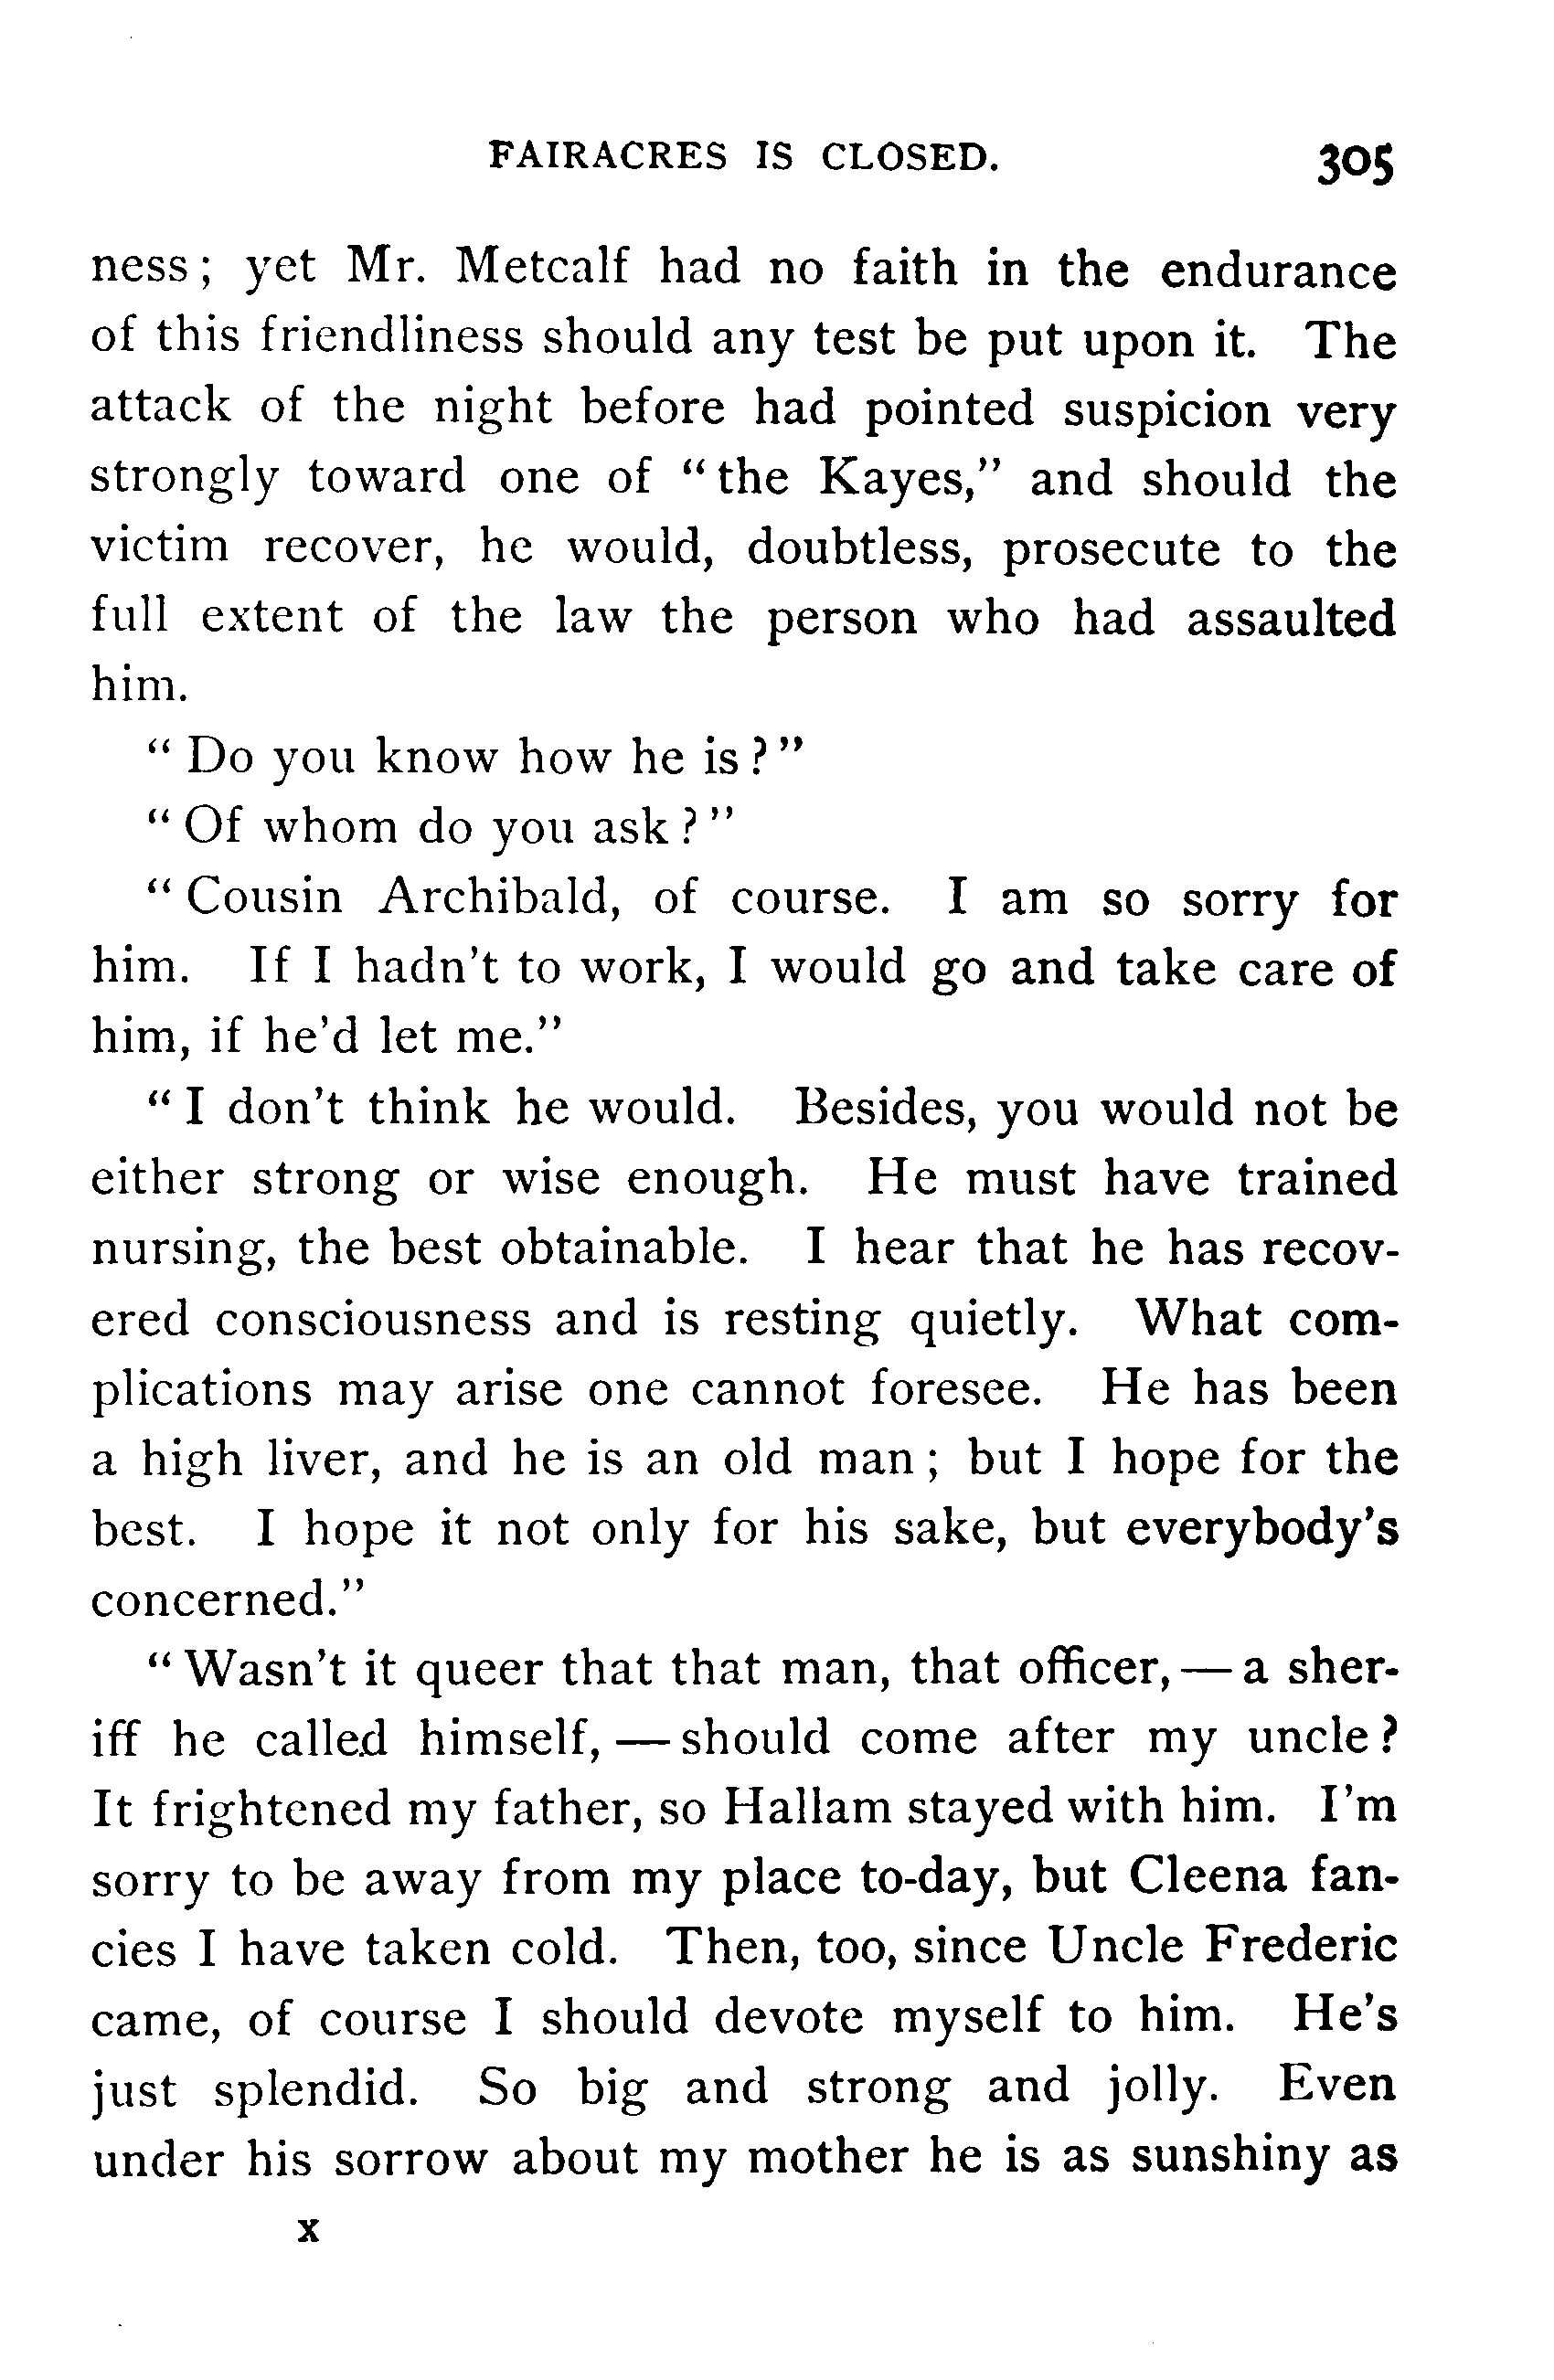 FAIRACRES IS CLOSED. 305
ness; yet Mr. Metcalf had no faith in the endurance
of this friendliness should any test be put upon it. The
attack of the night before had pointed suspicion very
strongly toward one of "the Kayes," and should the
victim recover, he would, doubtless, prosecute to the
full extent of the law the person who had assaulted
him.
"Do you know how he is?"
"Of whom do you ask?"
"Cousin Archibald, of course. I am so sorry for
him. If I hadn't to work, I would go and take care of
him, if he'd let me."
"I don't think he would. Besides, you would not be
either strong or wise enough. He must have trained
nursing, the best obtainable. I hear that he has recov-
ered consciousness and is resting quietly. What com-
plications may arise one cannot foresee. He has been
a high liver, and he is an old man; but I hope for the
best. I hope it not only for his sake, but everybody's
concerned."
"Wasn't it queer that that man, that officer,—a sher-
iff he called himself,—should come after my uncle?
It frightened my father, so Hallam stayed with him. I'm
sorry to be away from my place to-day, but Cleena fan-
cies I have taken cold. Then, too, since Uncle Frederic
came, of course I should devote myself to him. He's
just splendid. So big and strong and jolly. Even
under his sorrow about my mother he is as sunshiny as
X